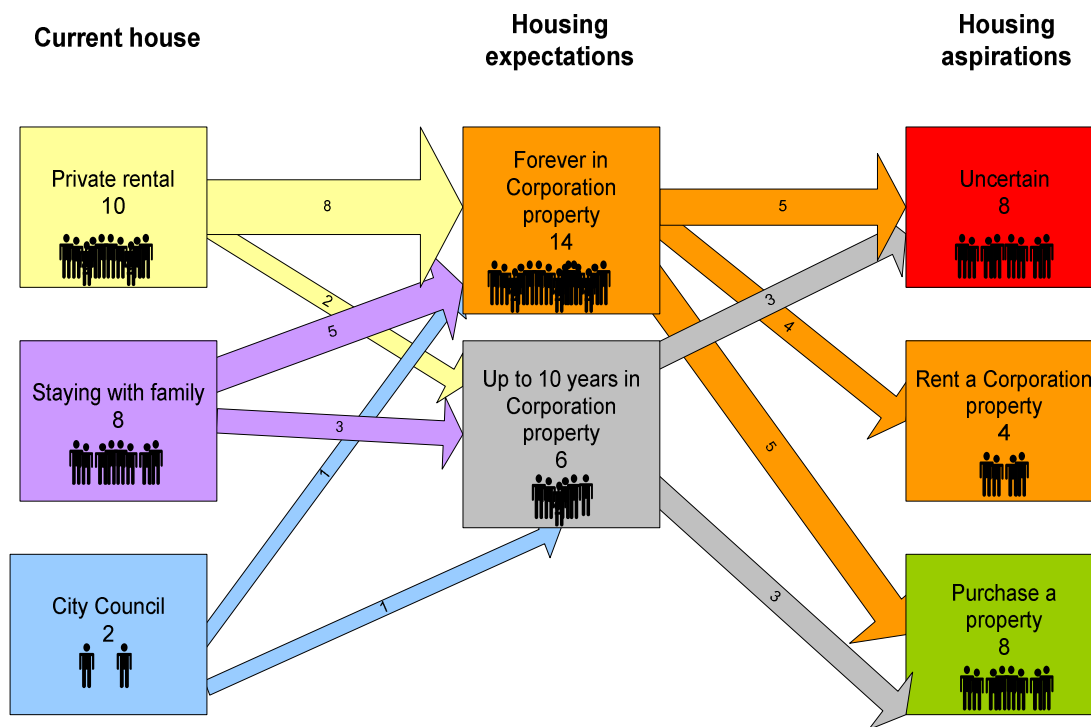 Current house
Housing
expectations
Housing
aspirations
Private rental
10
8
2
Staying with family
8
5
3
City Council
2
1
1
Forever in
Corporation
property
14
5
4
5
Up to 10 years in
Corporation
property
6
3
3
Uncertain
8
Rent a Corporation
property
4
Purchase a
property
8